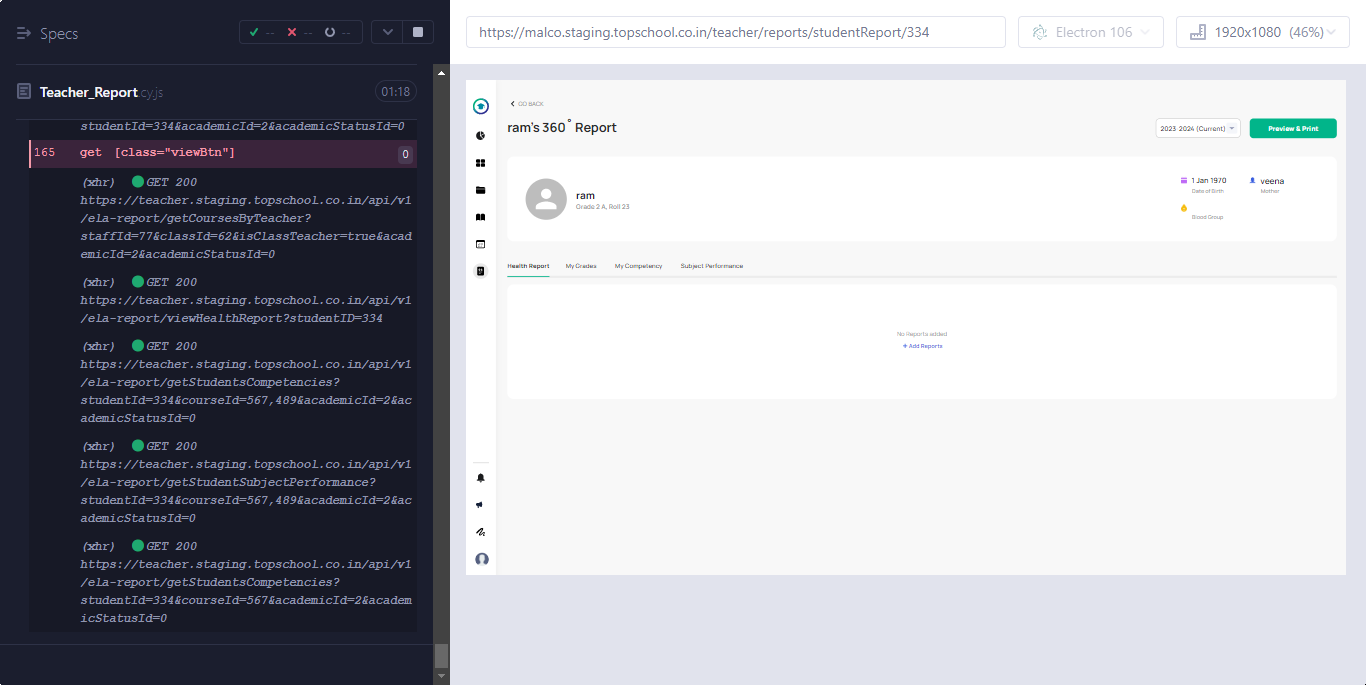 Specs
-- -- --
Teacher_Report.cy.js
01:18
studentId=334&academicId=2&academicStatusId=0
165 get [class="viewBtn"] 0
(xhr) GET 200
https://teacher.staging.topschool.co.in/api/v1
/ela-report/getCoursesByTeacher?
staffId=77&classId=62&isClassTeacher=true&acad
emicId=2&academicStatusId=0
(xhr) GET 200
https://teacher.staging.topschool.co.in/api/v1
/ela-report/viewHealthReport?studentID=334
(xhr) GET 200
https://teacher.staging.topschool.co.in/api/v1
/ela-report/getStudentsCompetencies?
studentId=334&courseId=567,489&academicId=2&ac
ademicStatusId=0
(xhr) GET 200
https://teacher.staging.topschool.co.in/api/v1
/ela-report/getStudentSubjectPerformance?
studentId=334&courseId=567,489&academicId=2&ac
ademicStatusId=0
(xhr) GET 200
https://teacher.staging.topschool.co.in/api/v1
/ela-report/getStudentsCompetencies?
studentId=334&courseId=567&academicId=2&academ
icStatusId=0
https://malco.staging.topschool.co.in/teacher/reports/studentReport/334
Electron 106
1920x1080 (46%)
GO BACK
ram's 360° Report
2023-2024 (Current)
Preview & Print
ram
Grade 2 A, Roll 23
1 Jan 1970
Date of Birth
veena
Mother
Blood Group
Health Report My Grades My Competency Subject Performance
No Reports added
+ Add Reports